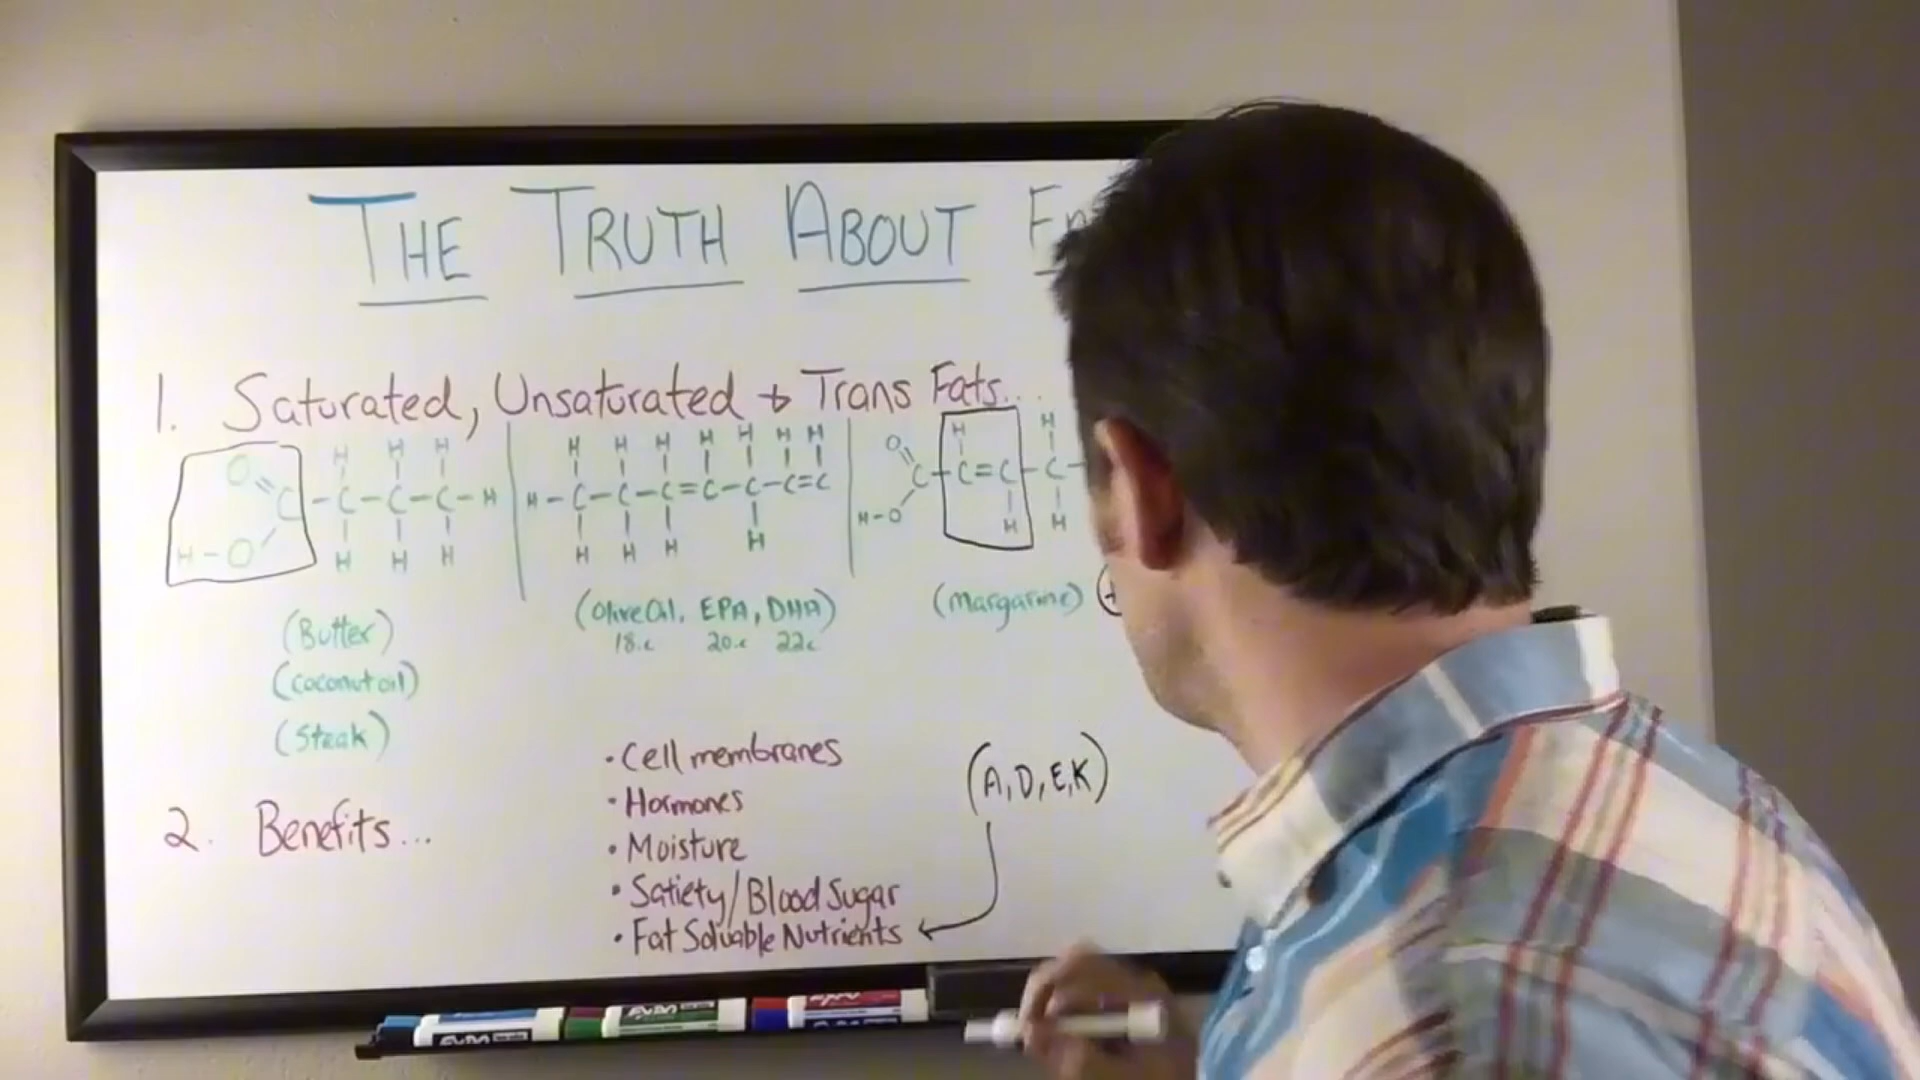 THE TRUTH ABOUT
1. Saturated, Unsaturated + Trans Fats...
H H H
O = C - C - C - C - H
H - O
H H H
H H H H H H H
H - C - C - C = C - C - C = C
H H H H
H H
O = C - C = C - C -
H - O
H H
(Butter)
(coconut oil)
(Steak)
(Olive Oil, EPA, DHA)
18.c 20.c 22c
(Margarine)
2. Benefits...
• Cell membranes
• Hormones
• Moisture
• Satiety/Blood Sugar
• Fat Soluable Nutrients
(A, D, E, K)
EXPO